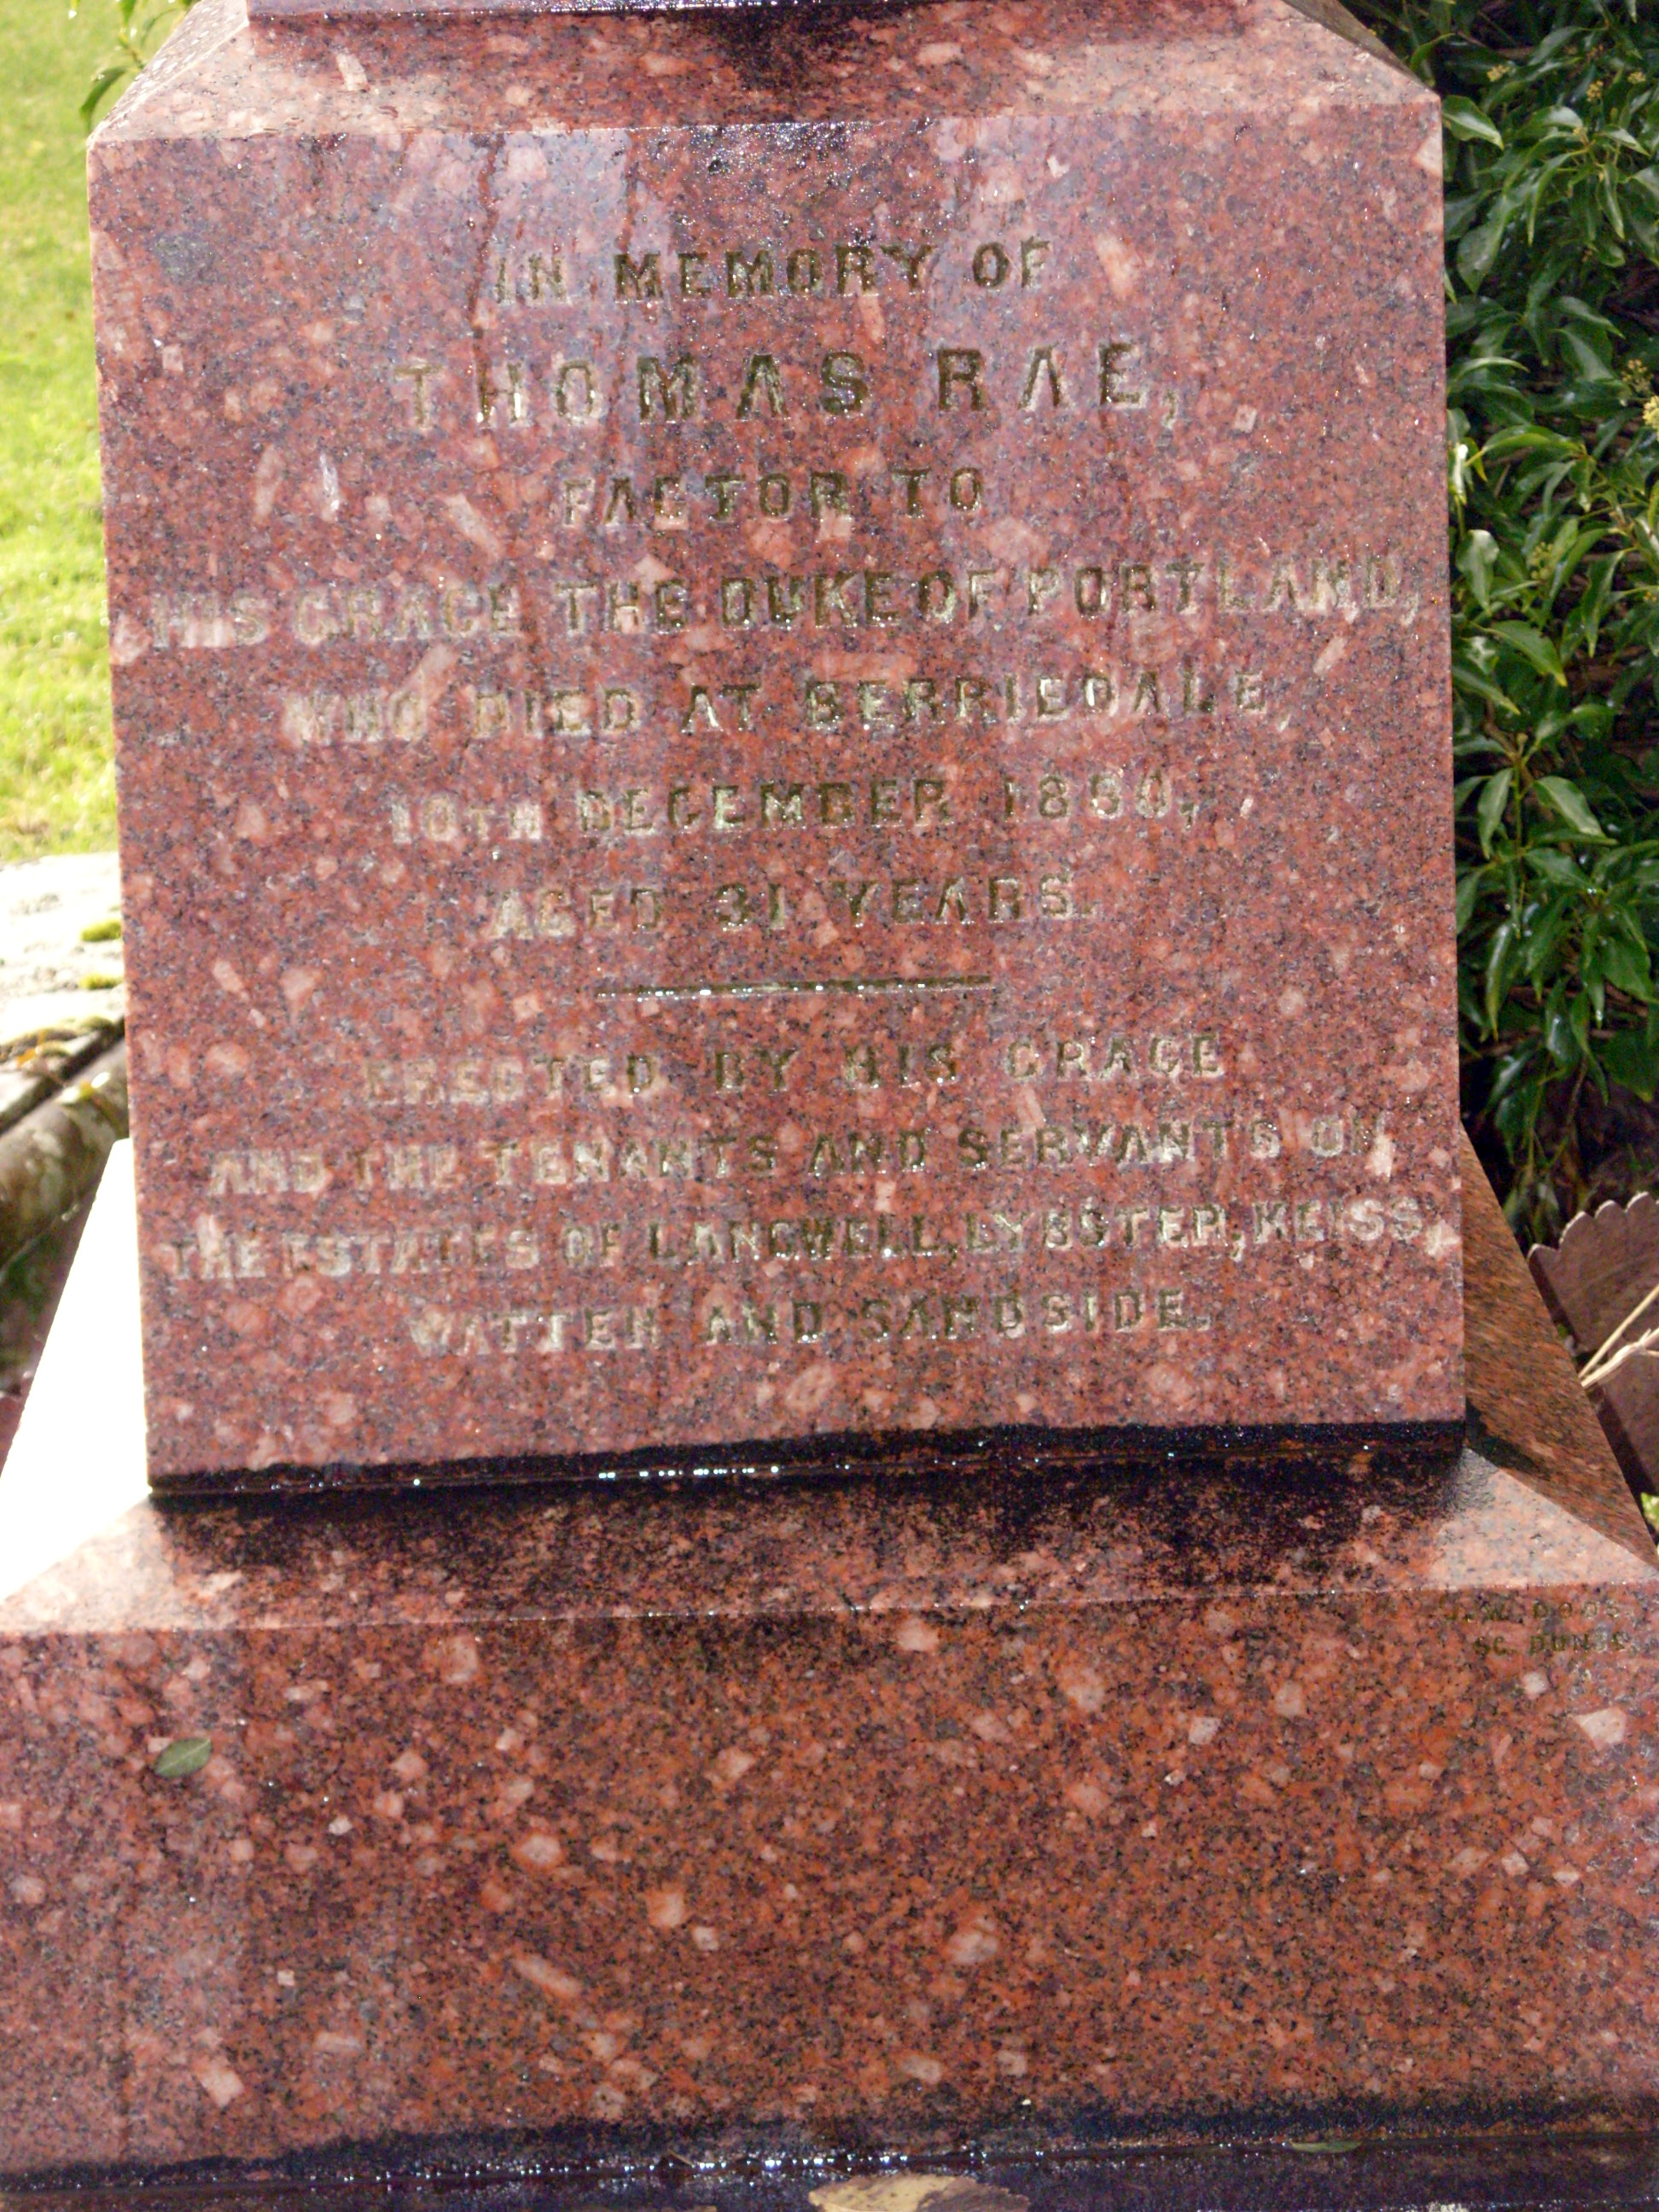 IN MEMORY OF
THOMAS RAE,
FACTOR TO
HIS GRACE THE DUKE OF PORTLAND,
WHO DIED AT BERRIEDALE,
10TH DECEMBER
AGED 31 YEARS.
ERECTED BY HIS GRACE
AND THE TENANTS AND SERVANTS ON
THE ESTATES OF LANGWELL, LYBSTER, KEISS
WATTEN AND SANDSIDE.
SC. DUNSE